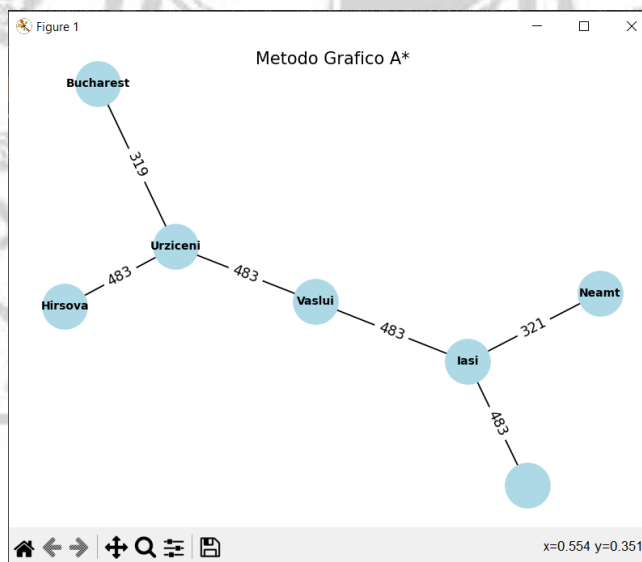 Figure 1
Metodo Grafico A*
Bucharest
319
Urziceni
483
Hirsova
483
Vaslui
483
Neamt
321
Iasi
483
x=0.554 y=0.351